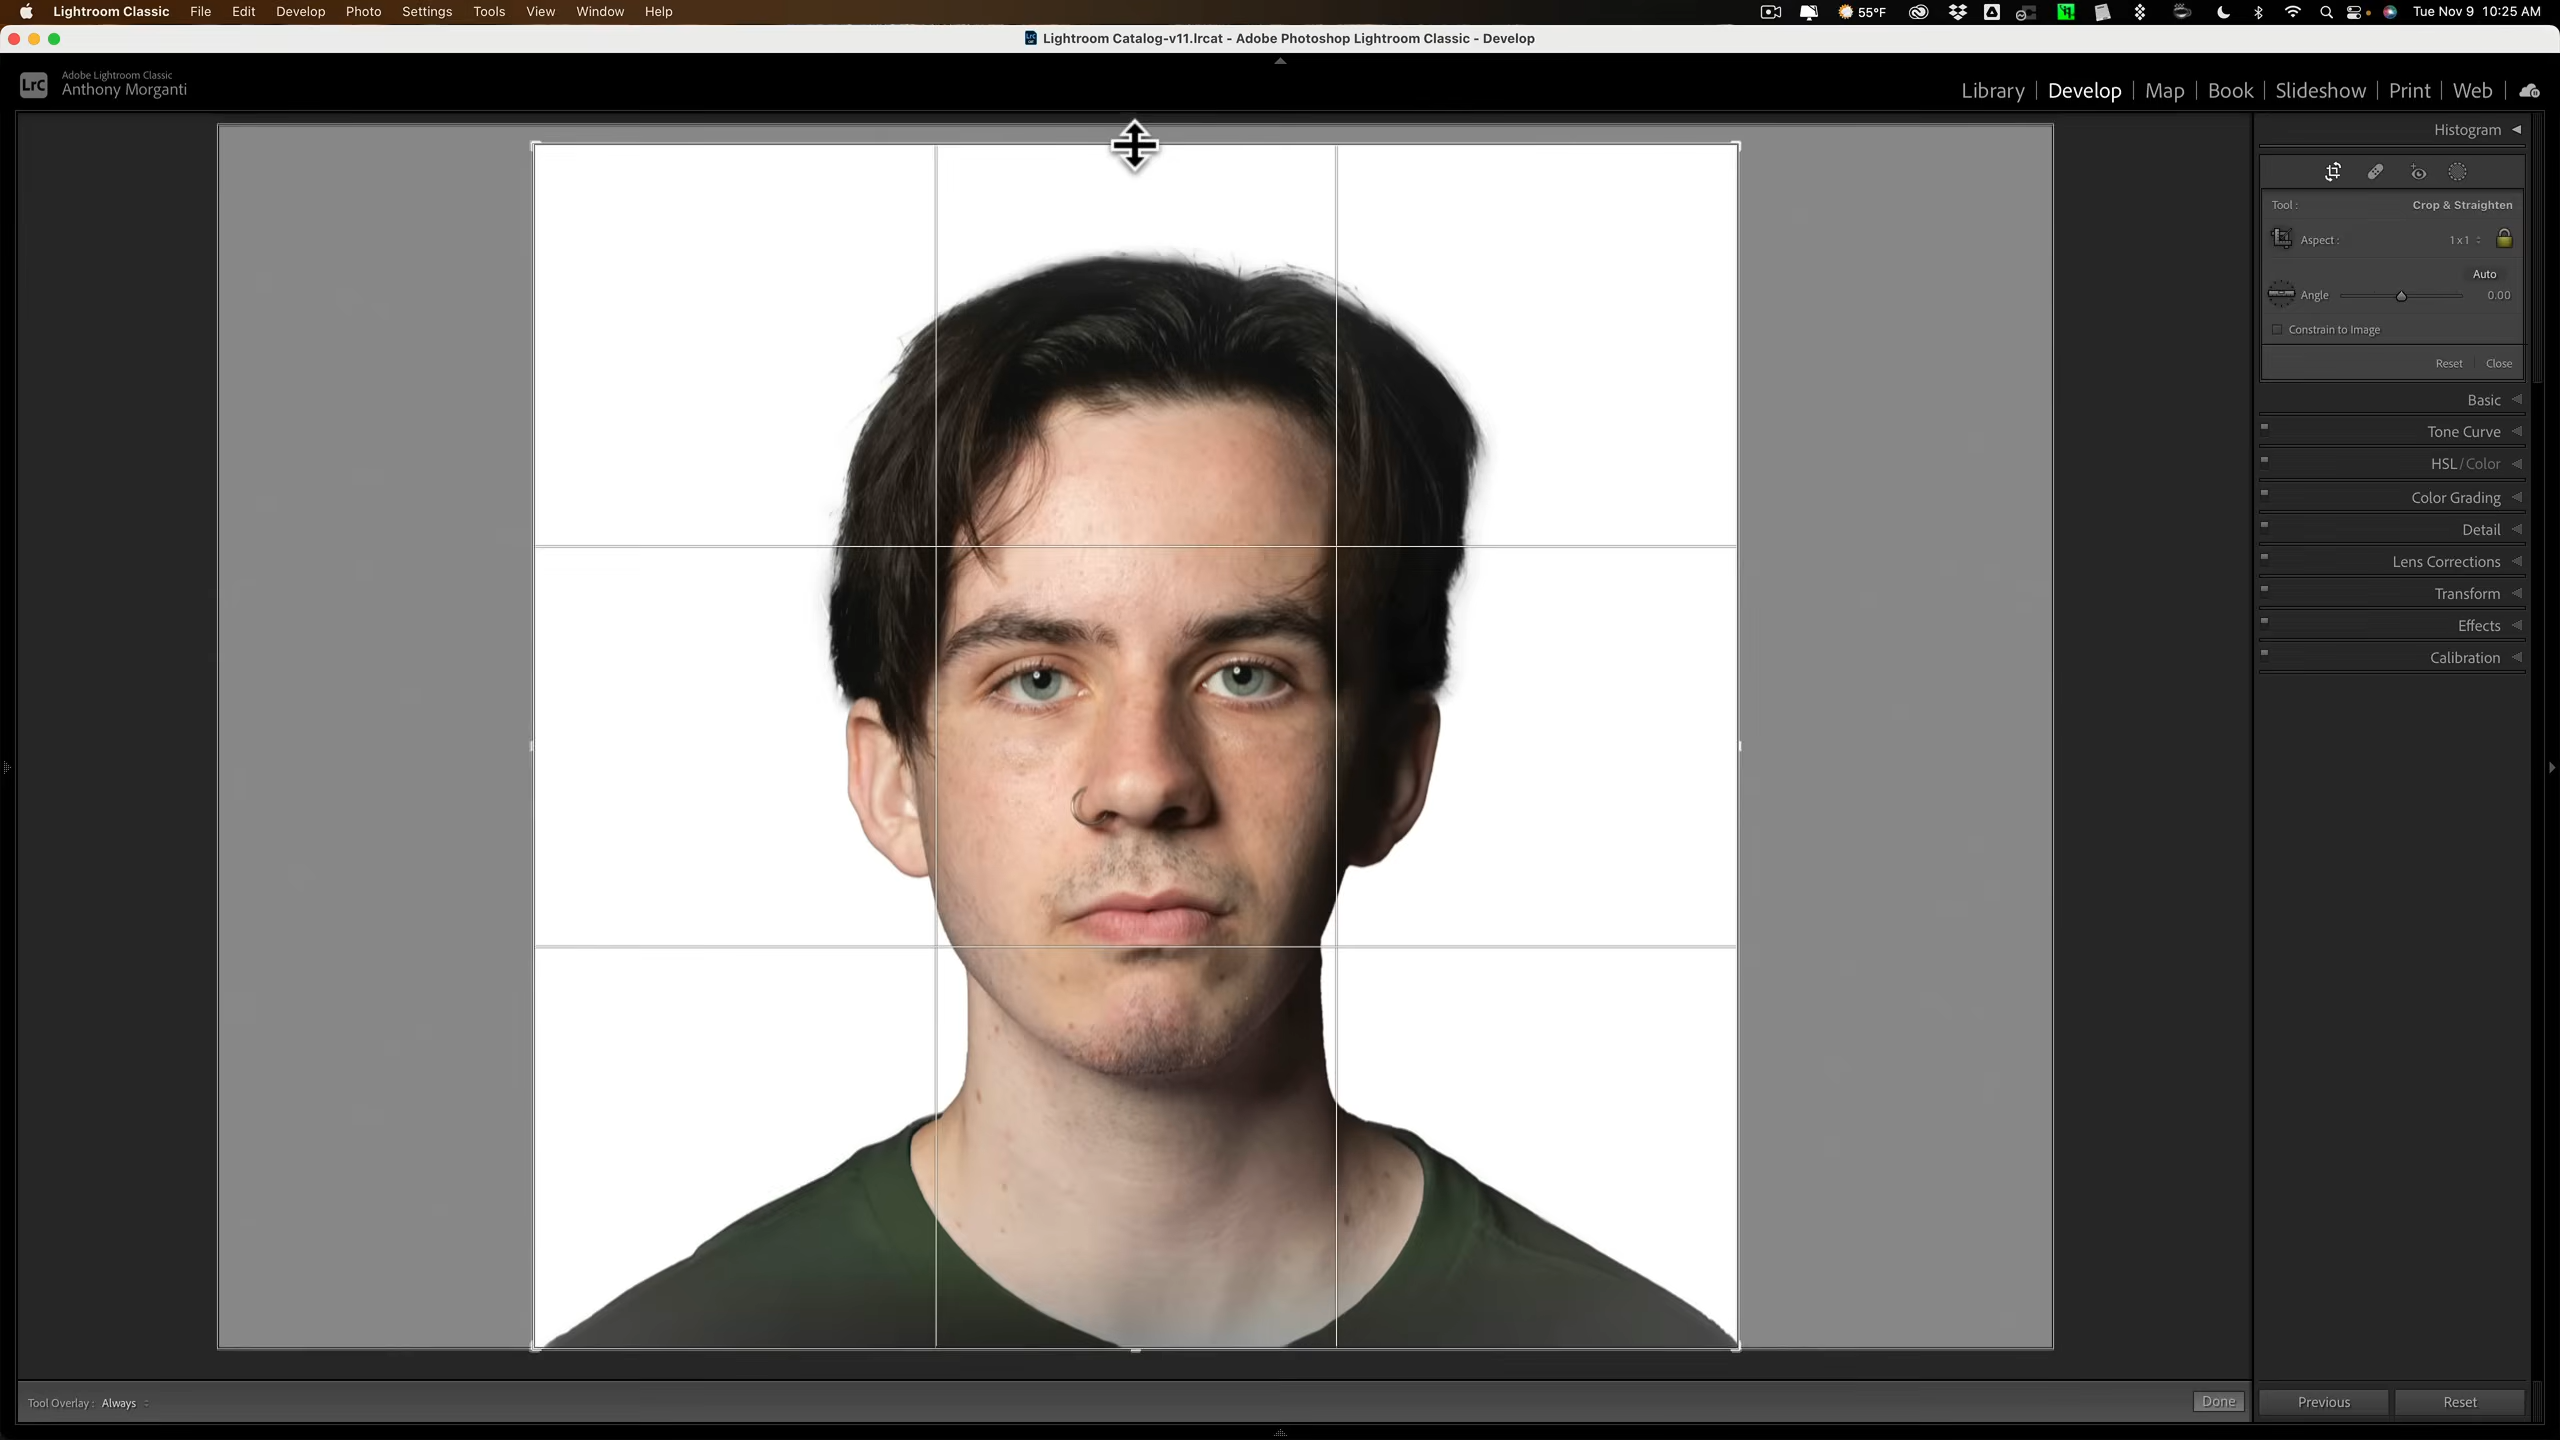 Lightroom Classic File Edit Develop Photo Settings Tools View Window Help 55°F Tue Nov 9 10:25 AM
Lightroom Catalog-v11.lrcat - Adobe Photoshop Lightroom Classic - Develop
LrC
Adobe Lightroom Classic
Anthony Morganti
Library | Develop | Map | Book | Slideshow | Print | Web
Histogram
Tool : Crop & Straighten
Aspect : 1 x 1
Auto
Angle 0.00
Constrain to Image
Reset Close
Basic
Tone Curve
HSL / Color
Color Grading
Detail
Lens Corrections
Transform
Effects
Calibration
Tool Overlay : Always Done Previous Reset